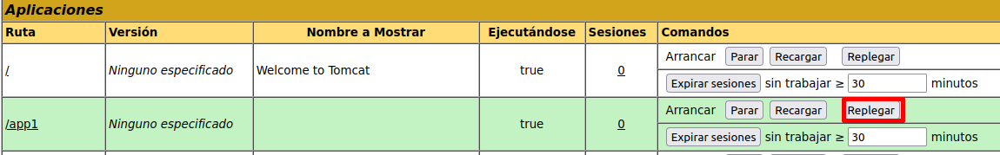 Aplicaciones
Ruta Versión Nombre a Mostrar Ejecutándose Sesiones Comandos
/ Ninguno especificado Welcome to Tomcat true 0 Arrancar Parar Recargar Replegar
Expirar sesiones sin trabajar ≥ 30 minutos
/app1 Ninguno especificado true 0 Arrancar Parar Recargar Replegar
Expirar sesiones sin trabajar ≥ 30 minutos